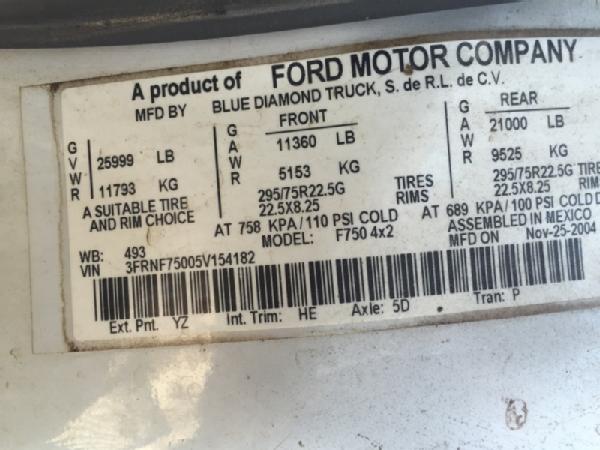 A product of FORD MOTOR COMPANY
MFD BY BLUE DIAMOND TRUCK, S. de R.L. de C.V.
GVWR 25999 LB
11793 KG
A SUITABLE TIRE
AND RIM CHOICE
FRONT
GAWR 11360 LB
5153 KG
295/75R22.5G TIRES
22.5X8.25 RIMS
AT 758 KPA/110 PSI COLD
REAR
GAWR 21000 LB
9525 KG
295/75R22.5G TIRE
22.5X8.25 RIMS
AT 689 KPA/100 PSI COLD
WB: 493
MODEL: F750 4x2
ASSEMBLED IN MEXICO
VIN 3FRNF75005V154182
MFD ON Nov-25-2004
Ext. Pnt. YZ Int. Trim: HE Axle: 5D Tran: P